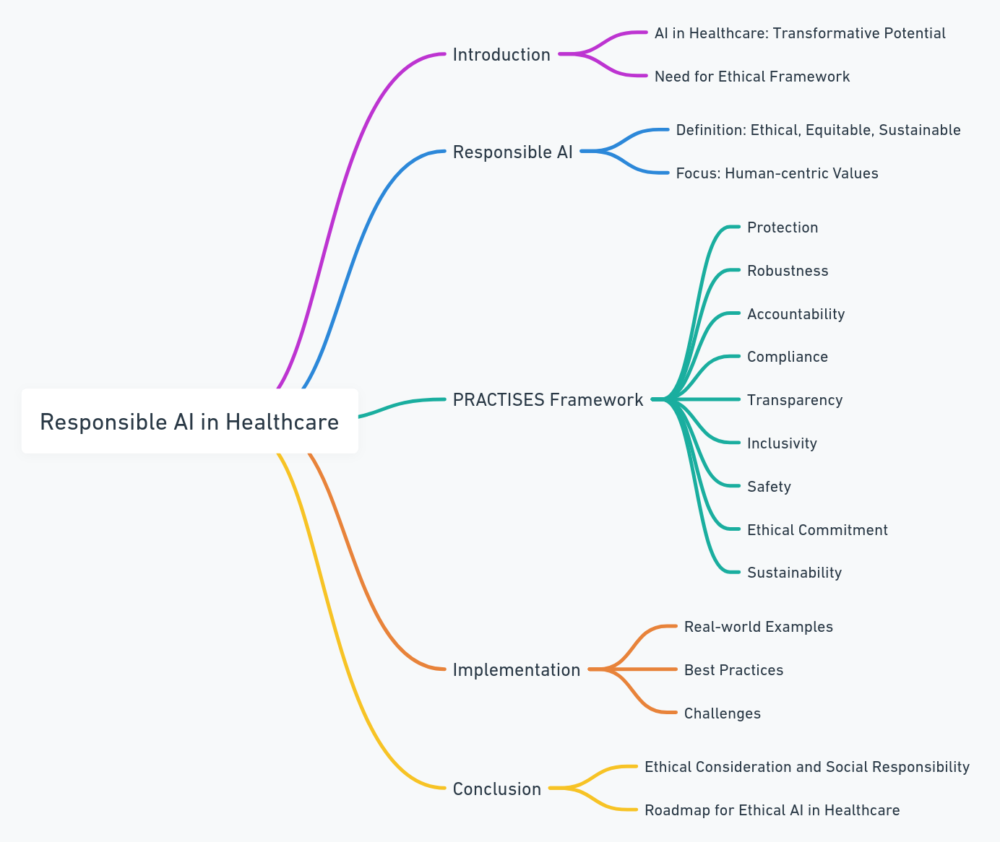 Responsible AI in Healthcare
Introduction
AI in Healthcare: Transformative Potential
Need for Ethical Framework
Responsible AI
Definition: Ethical, Equitable, Sustainable
Focus: Human-centric Values
PRACTISES Framework
Protection
Robustness
Accountability
Compliance
Transparency
Inclusivity
Safety
Ethical Commitment
Sustainability
Implementation
Real-world Examples
Best Practices
Challenges
Conclusion
Ethical Consideration and Social Responsibility
Roadmap for Ethical AI in Healthcare